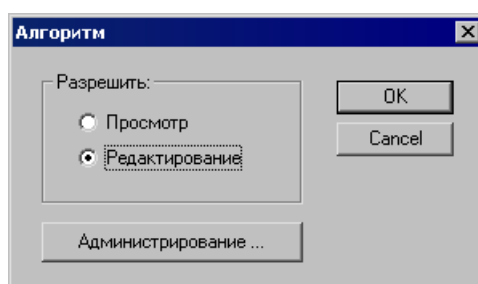 Алгоритм
Разрешить:
Просмотр
Редактирование
OK
Cancel
Администрирование ...